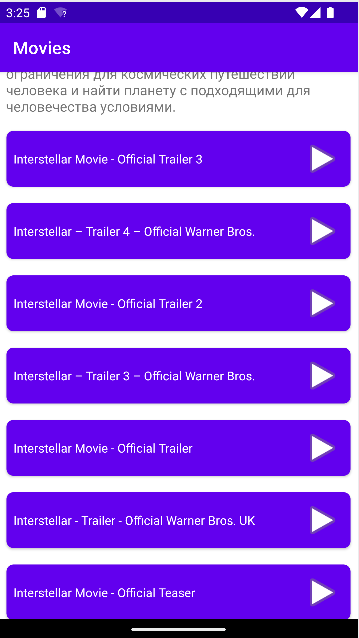 3:25
Movies
ограничения для космических путешествий
человека и найти планету с подходящими для
человечества условиями.
Interstellar Movie - Official Trailer 3
Interstellar – Trailer 4 – Official Warner Bros.
Interstellar Movie - Official Trailer 2
Interstellar – Trailer 3 – Official Warner Bros.
Interstellar Movie - Official Trailer
Interstellar - Trailer - Official Warner Bros. UK
Interstellar Movie - Official Teaser